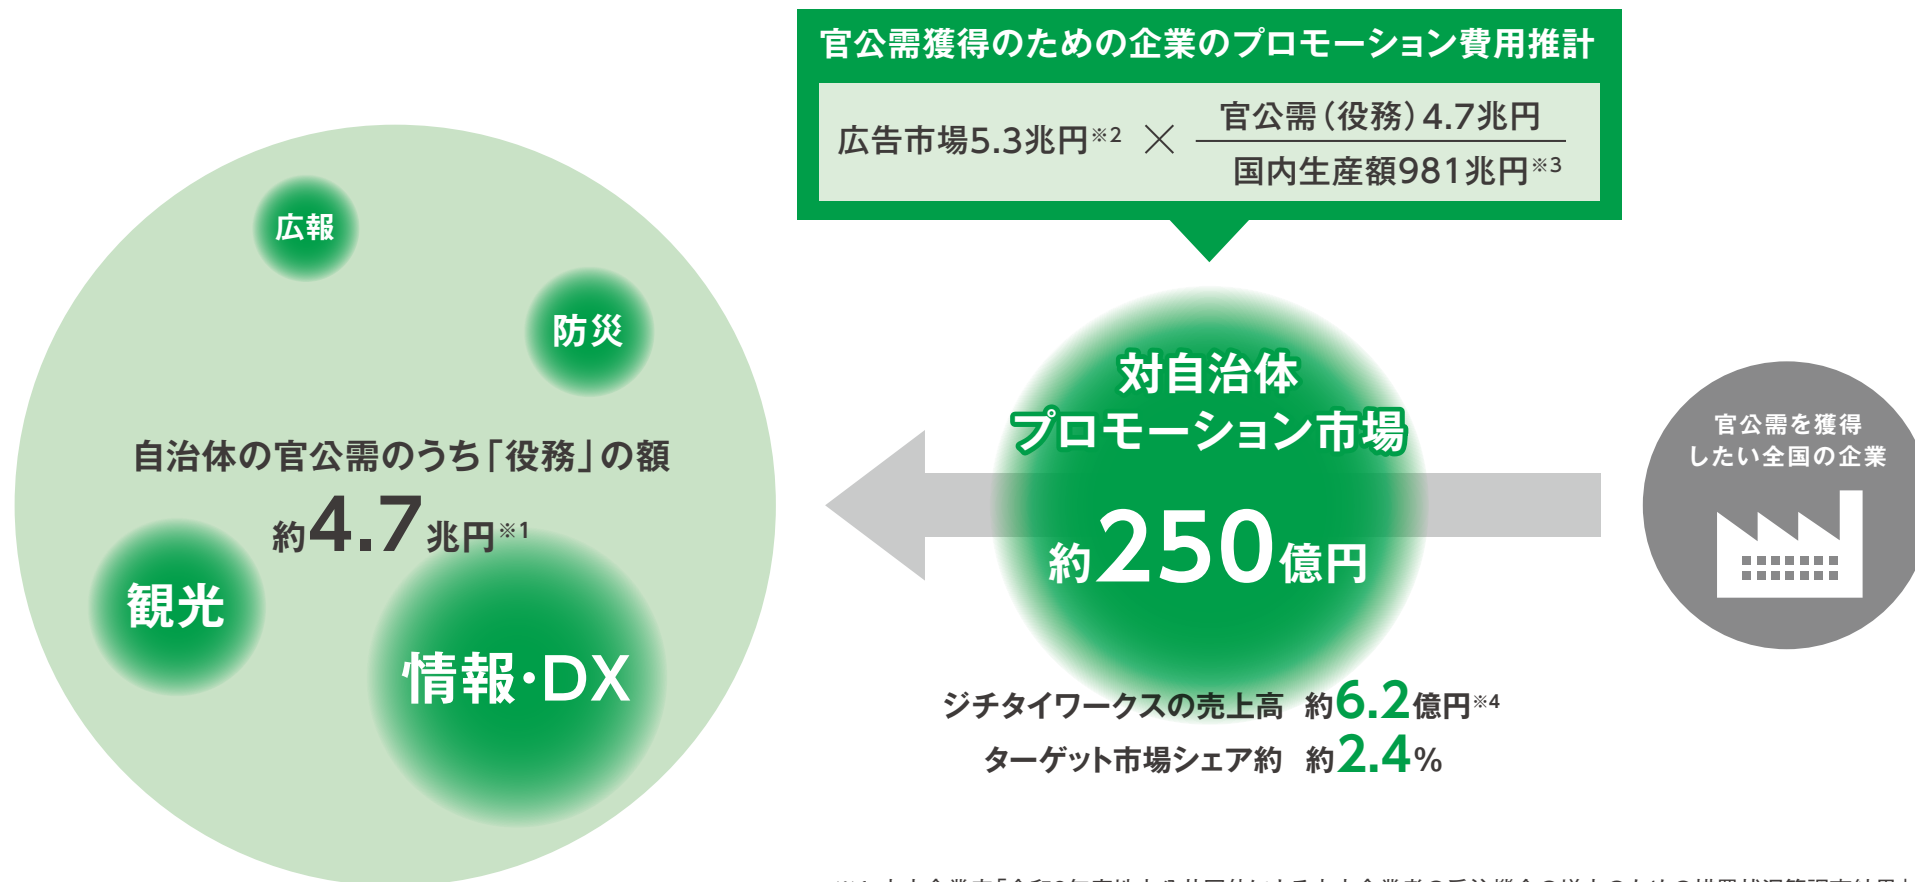 官公需獲得のための企業のプロモーション費用推計
広告市場5.3兆円※2 × 官公需(役務)4.7兆円
国内生産額981兆円※3
広報
防災
自治体の官公需のうち「役務」の額
約4.7兆円※1
観光
情報・DX
対自治体
プロモーション市場
約250億円
官公需を獲得
したい全国の企業
ジチタイワークスの売上高 約6.2億円※4
ターゲット市場シェア約 約2.4%